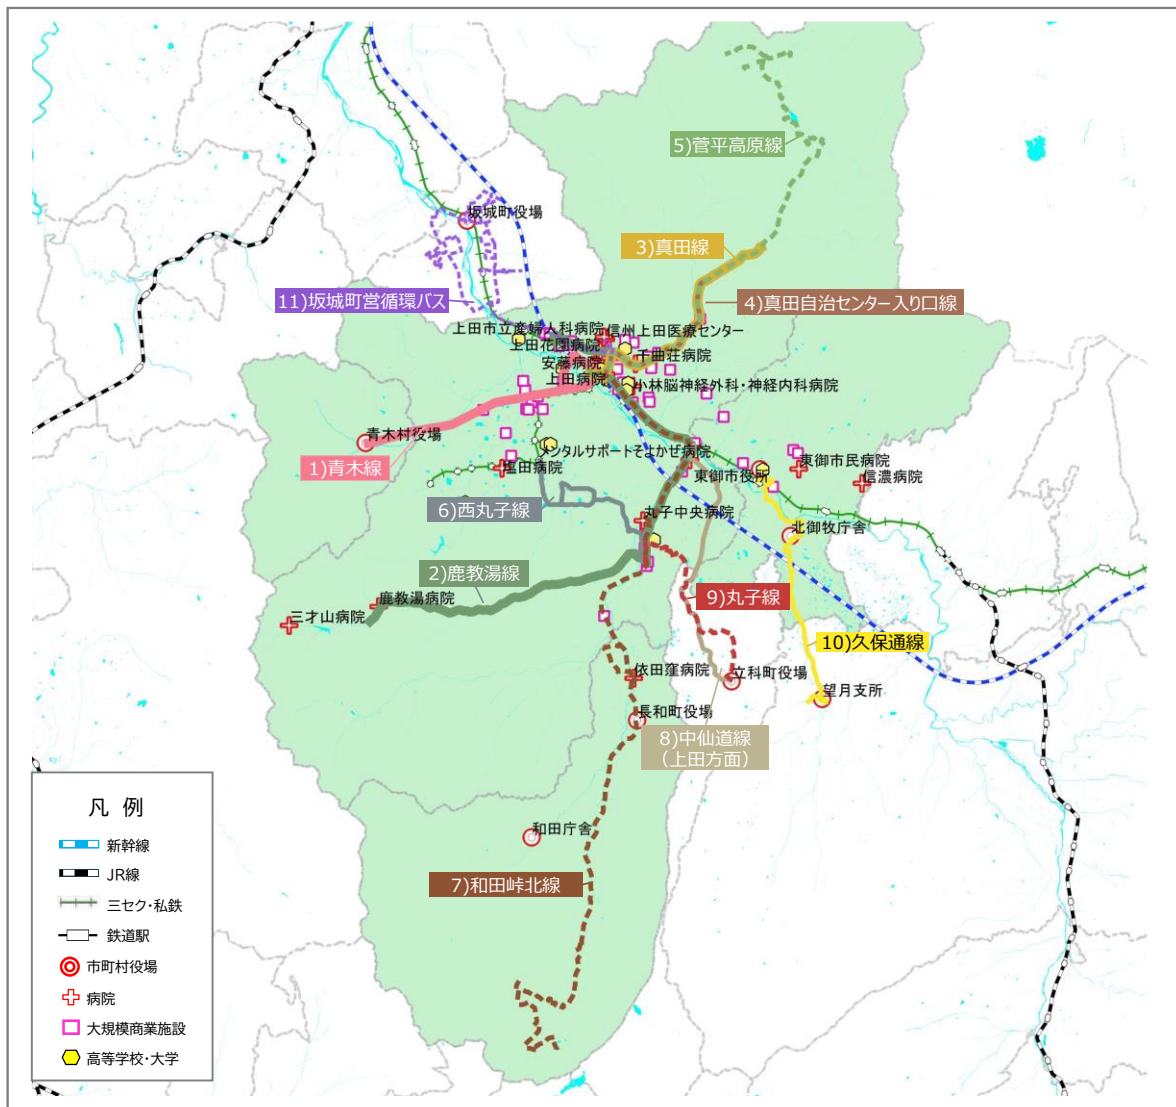 5)菅平高原線
坂城町役場
3)真田線
11)坂城町営循環バス
4)真田自治センター入り口線
上田市立産婦人科病院
信州上田医療センター
上田花園病院
千曲荘病院
安藤病院
上田病院
小林脳神経外科・神経内科病院
青木村役場
1)青木線
メンタルサポートそよかぜ病院
塩田病院
東御市役所
東御市民病院
信濃病院
6)西丸子線
丸子中央病院
北御牧庁舎
2)鹿教湯線
鹿教湯病院
9)丸子線
三才山病院
10)久保通線
依田窪病院
立科町役場
望月支所
長和町役場
8)中仙道線
(上田方面)
和田庁舎
7)和田峠北線
凡 例
新幹線
JR線
三セク・私鉄
鉄道駅
市町村役場
病院
大規模商業施設
高等学校・大学